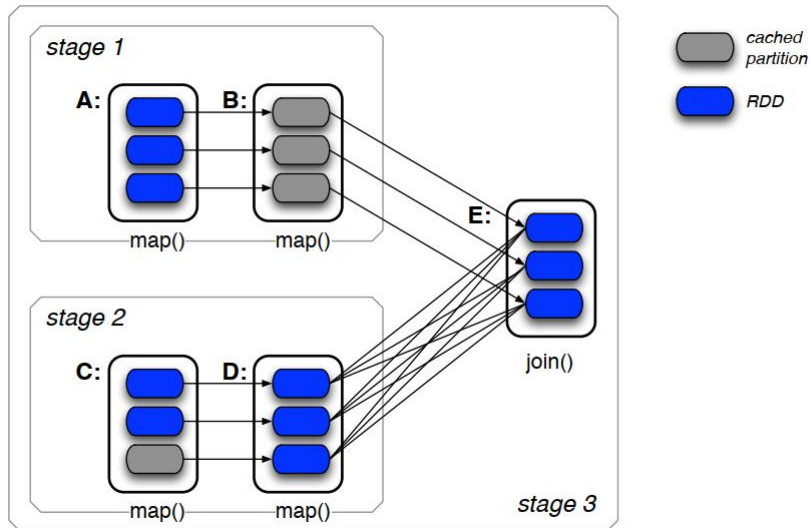 stage 1
A:
B:
map()
map()
E:
join()
stage 2
C:
D:
map()
map()
stage 3
cached
partition
RDD